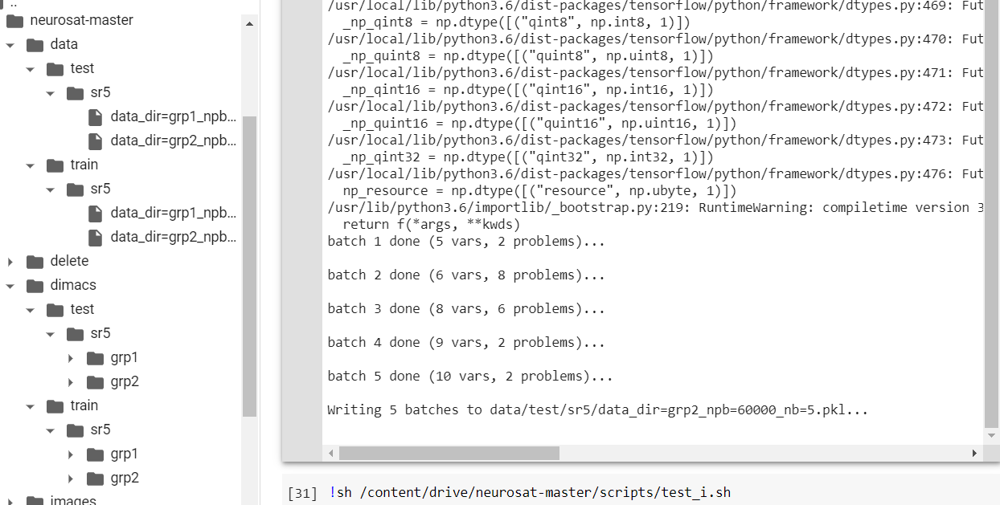 ..
neurosat-master
data
test
sr5
data_dir=grp1_npb...
data_dir=grp2_npb...
train
sr5
data_dir=grp1_npb...
data_dir=grp2_npb...
delete
dimacs
test
sr5
grp1
grp2
train
sr5
grp1
grp2
images
/usr/local/lib/python3.6/dist-packages/tensorflow/python/framework/dtypes.py:469: Fut
_np_qint8 = np.dtype([("qint8", np.int8, 1)])
/usr/local/lib/python3.6/dist-packages/tensorflow/python/framework/dtypes.py:470: Fut
_np_quint8 = np.dtype([("quint8", np.uint8, 1)])
/usr/local/lib/python3.6/dist-packages/tensorflow/python/framework/dtypes.py:471: Fut
_np_qint16 = np.dtype([("qint16", np.int16, 1)])
/usr/local/lib/python3.6/dist-packages/tensorflow/python/framework/dtypes.py:472: Fut
_np_quint16 = np.dtype([("quint16", np.uint16, 1)])
/usr/local/lib/python3.6/dist-packages/tensorflow/python/framework/dtypes.py:473: Fut
_np_qint32 = np.dtype([("qint32", np.int32, 1)])
/usr/local/lib/python3.6/dist-packages/tensorflow/python/framework/dtypes.py:476: Fut
np_resource = np.dtype([("resource", np.ubyte, 1)])
/usr/lib/python3.6/importlib/_bootstrap.py:219: RuntimeWarning: compiletime version 3
return f(*args, **kwds)
batch 1 done (5 vars, 2 problems)...
batch 2 done (6 vars, 8 problems)...
batch 3 done (8 vars, 6 problems)...
batch 4 done (9 vars, 2 problems)...
batch 5 done (10 vars, 2 problems)...
Writing 5 batches to data/test/sr5/data_dir=grp2_npb=60000_nb=5.pkl...
[31] !sh /content/drive/neurosat-master/scripts/test_i.sh